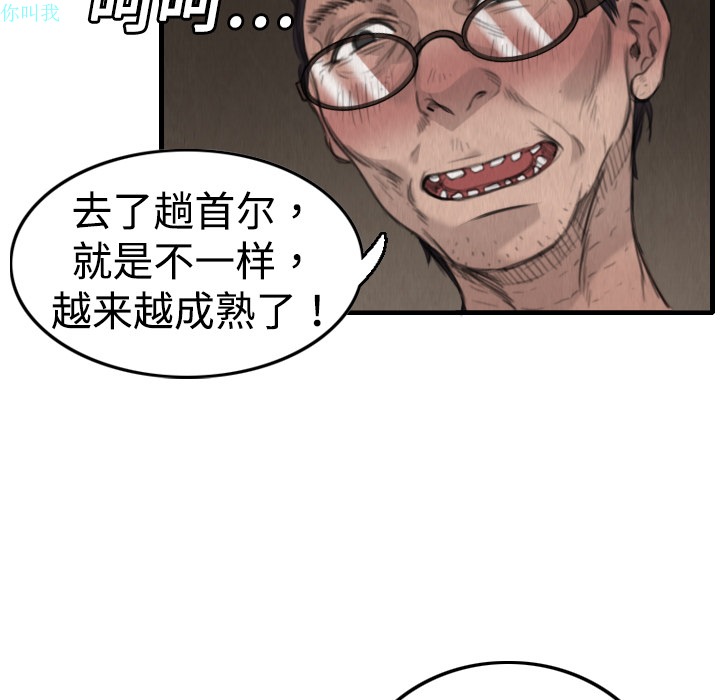 你叫我
呵呵...
去了趟首尔，
就是不一样，
越来越成熟了！